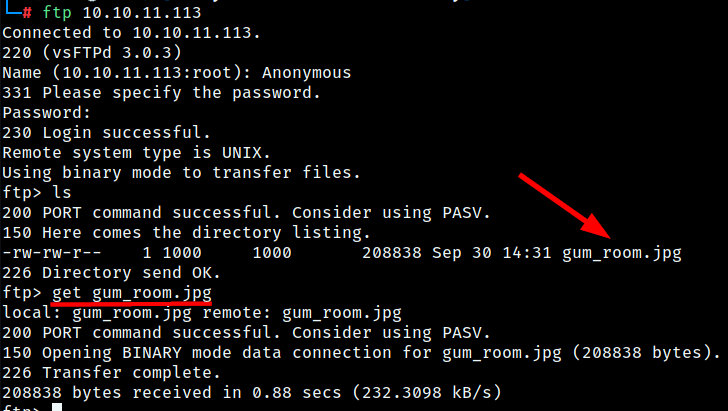 └─# ftp 10.10.11.113
Connected to 10.10.11.113.
220 (vsFTPd 3.0.3)
Name (10.10.11.113:root): Anonymous
331 Please specify the password.
Password:
230 Login successful.
Remote system type is UNIX.
Using binary mode to transfer files.
ftp> ls
200 PORT command successful. Consider using PASV.
150 Here comes the directory listing.
-rw-rw-r--    1 1000     1000       208838 Sep 30 14:31 gum_room.jpg
226 Directory send OK.
ftp> get gum_room.jpg
local: gum_room.jpg remote: gum_room.jpg
200 PORT command successful. Consider using PASV.
150 Opening BINARY mode data connection for gum_room.jpg (208838 bytes).
226 Transfer complete.
208838 bytes received in 0.88 secs (232.3098 kB/s)
ftp>